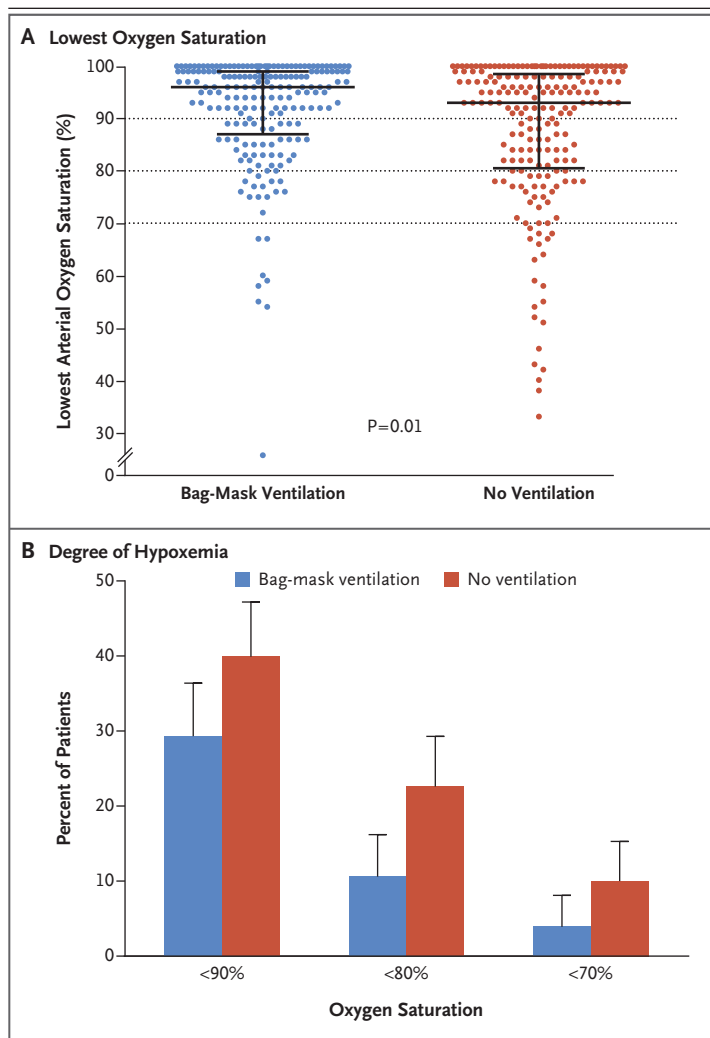 A Lowest Oxygen Saturation
Lowest Arterial Oxygen Saturation (%)
100
90
80
70
60
50
40
30
0
P=0.01
Bag-Mask Ventilation
No Ventilation
B Degree of Hypoxemia
Bag-mask ventilation
No ventilation
Percent of Patients
50
40
30
20
10
0
<90%
<80%
<70%
Oxygen Saturation